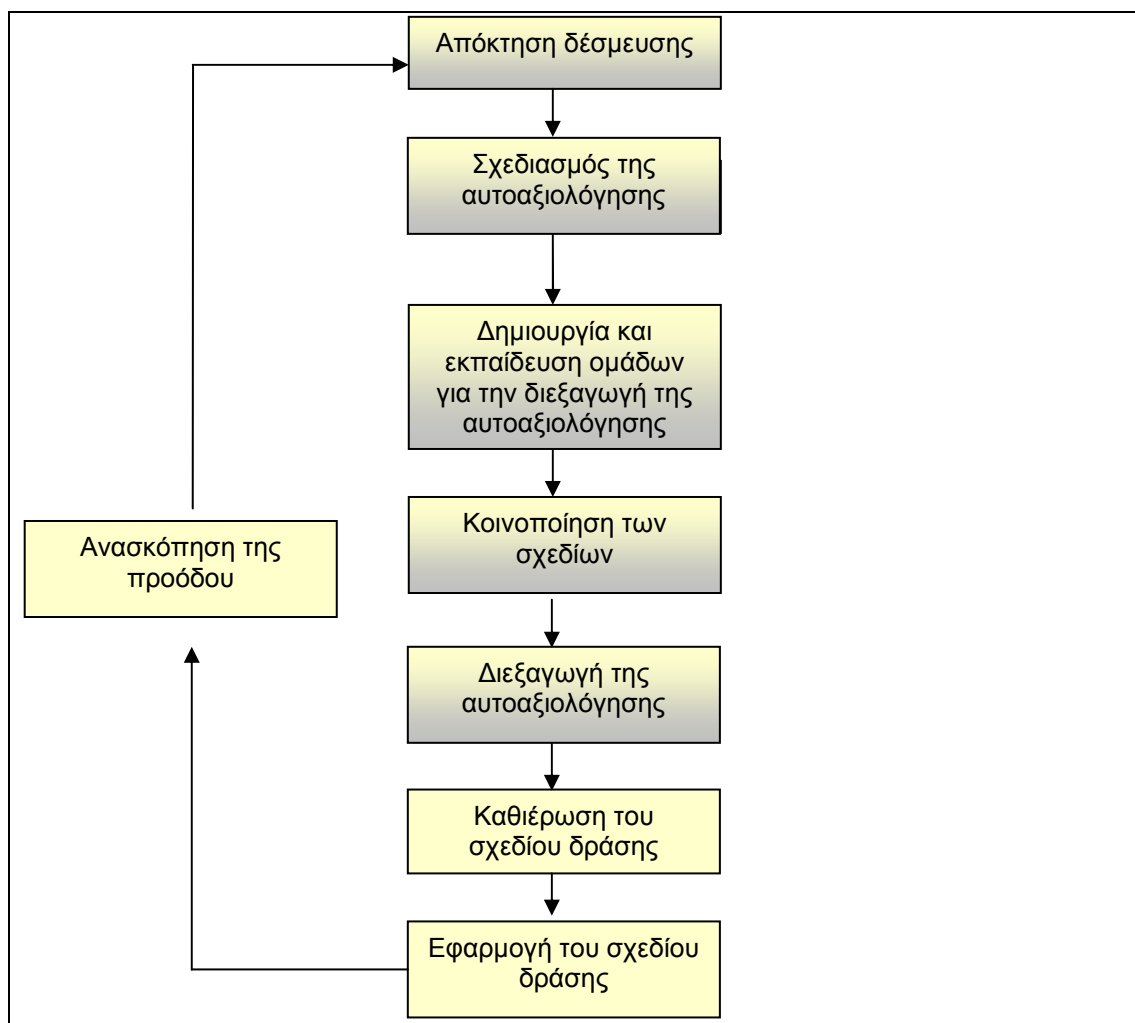 Απόκτηση δέσμευσης
Σχεδιασμός της
αυτοαξιολόγησης
Δημιουργία και
εκπαίδευση ομάδων
για την διεξαγωγή της
αυτοαξιολόγησης
Κοινοποίηση των
σχεδίων
Ανασκόπηση της
προόδου
Διεξαγωγή της
αυτοαξιολόγησης
Καθιέρωση του
σχεδίου δράσης
Εφαρμογή του σχεδίου
δράσης